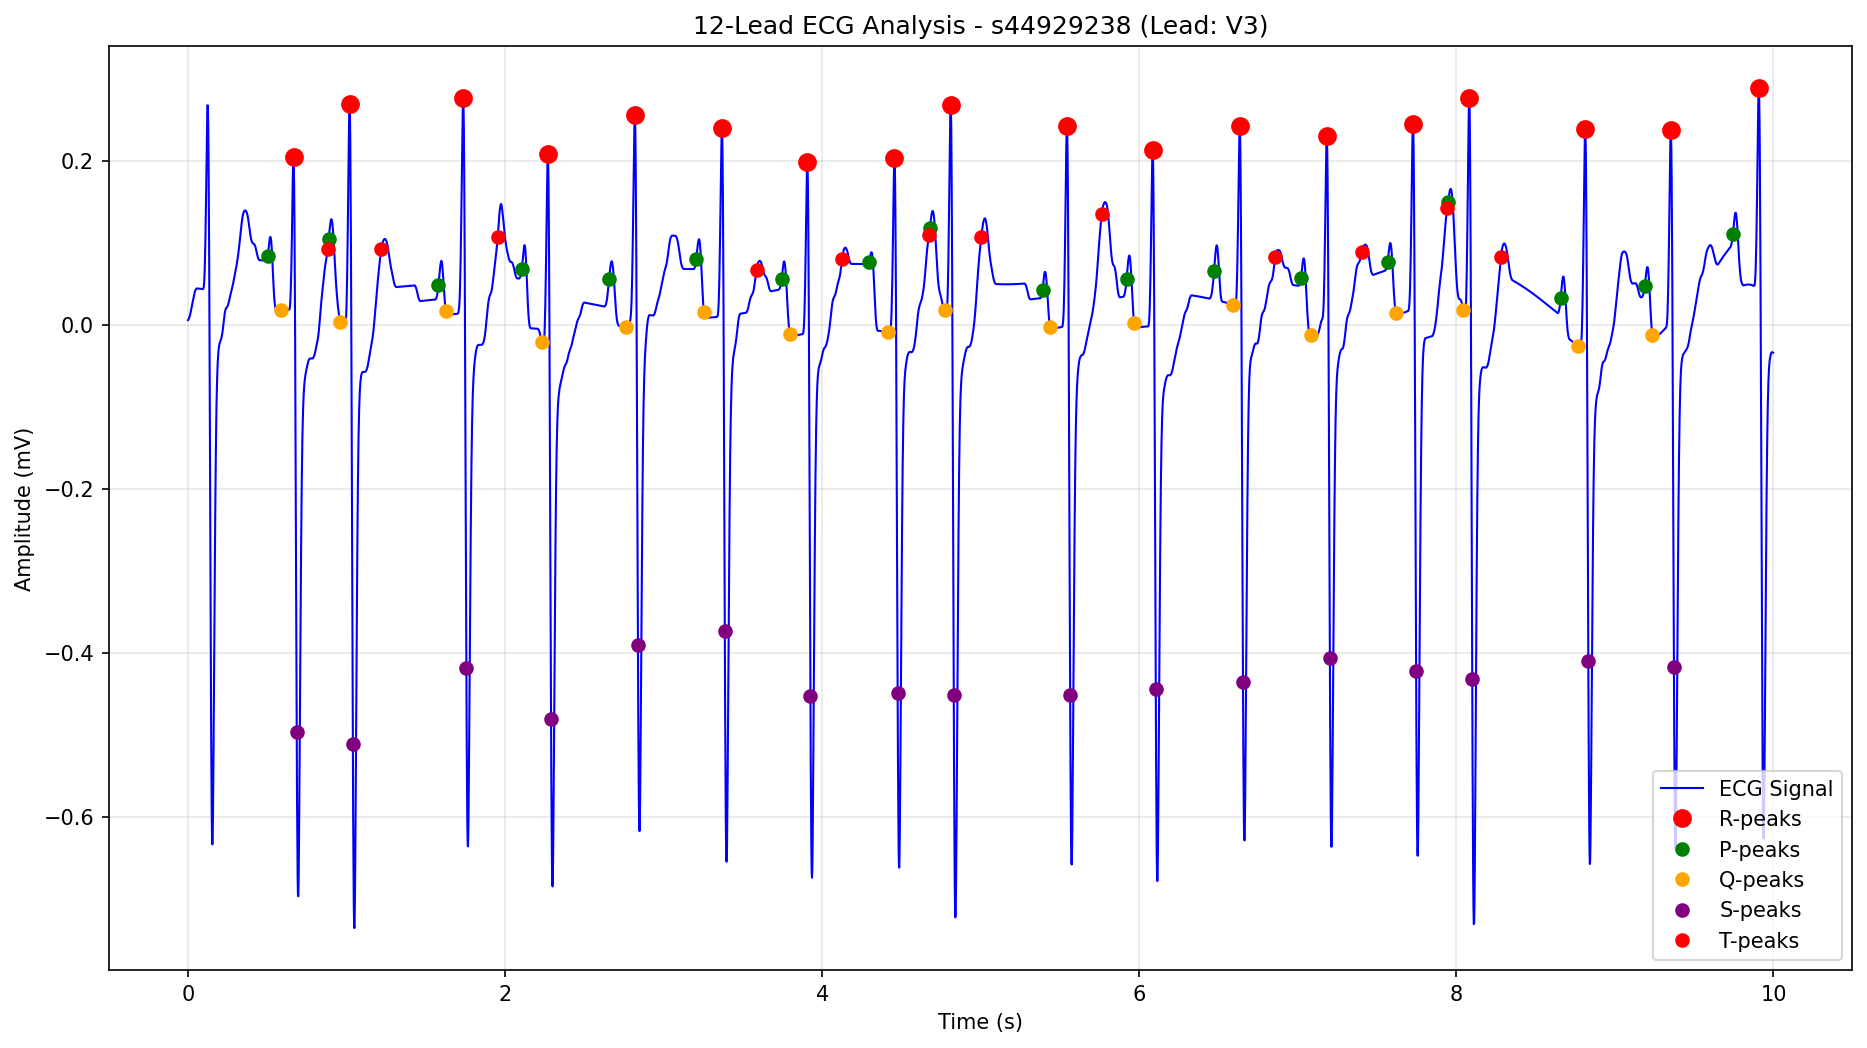 12-Lead ECG Analysis - s44929238 (Lead: V3)
Amplitude (mV)
0.2
0.0
−0.2
−0.4
−0.6
ECG Signal
R-peaks
P-peaks
Q-peaks
S-peaks
T-peaks
0 2 4 6 8 10
Time (s)